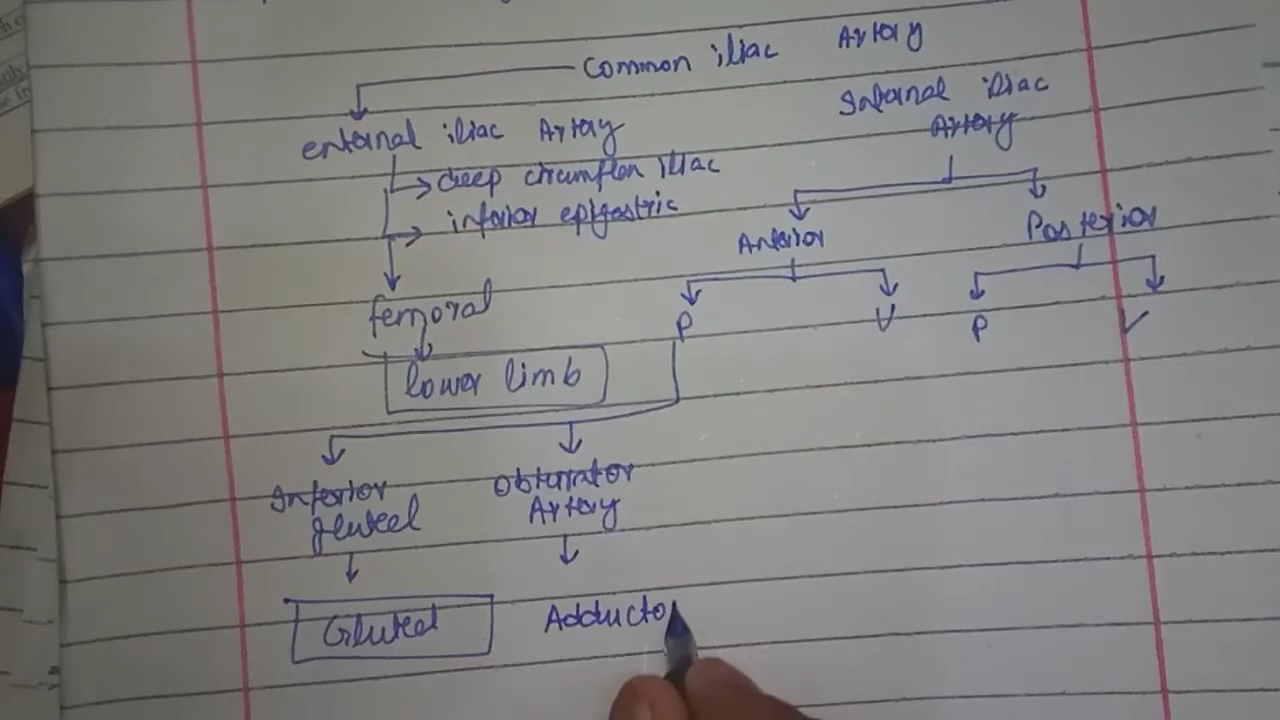 Common iliac Artery
external iliac Artery
Internal iliac
Artery
deep circumflex iliac
inferior epigastric
Anterior
Posterior
femoral
P
V
P
V
lower limb
Inferior
gluteal
Obturator
Artery
Gluteal
Adducto